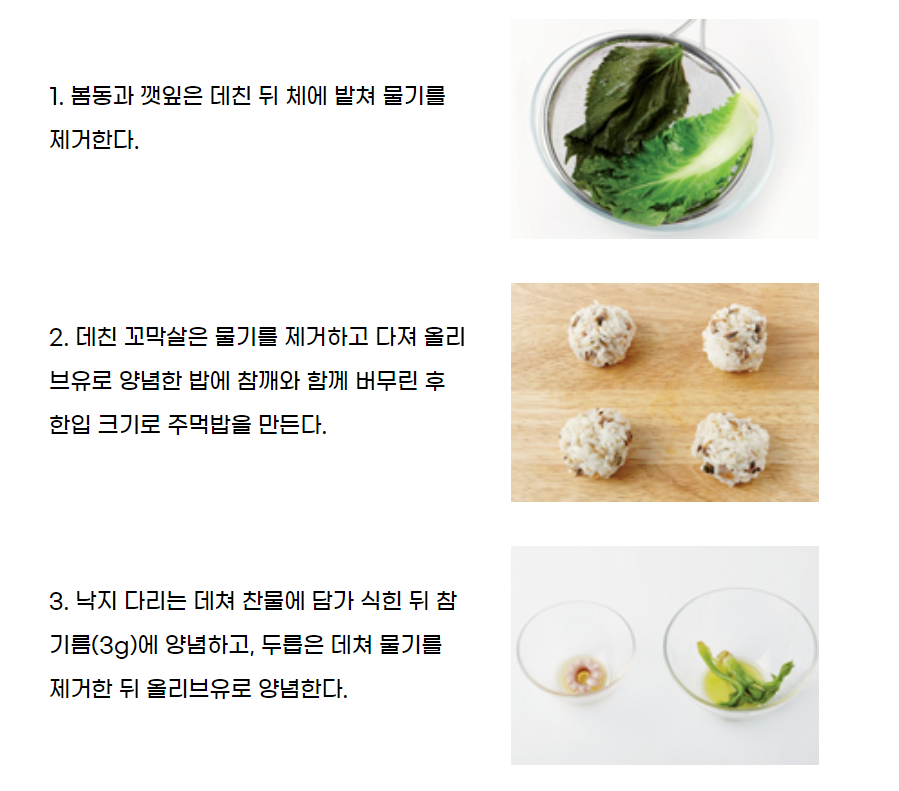 1. 봄동과 깻잎은 데친 뒤 체에 밭쳐 물기를
제거한다.
2. 데친 꼬막살은 물기를 제거하고 다져 올리
브유로 양념한 밥에 참깨와 함께 버무린 후
한입 크기로 주먹밥을 만든다.
3. 낙지 다리는 데쳐 찬물에 담가 식힌 뒤 참
기름(3g)에 양념하고, 두릅은 데쳐 물기를
제거한 뒤 올리브유로 양념한다.